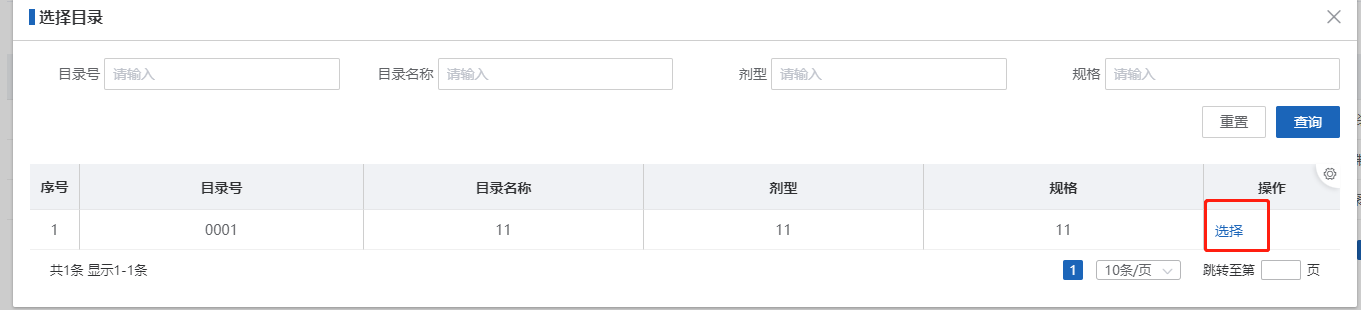 选择目录
目录号 请输入 目录名称 请输入 剂型 请输入 规格 请输入
重置 查询
序号 目录号 目录名称 剂型 规格 操作
1 0001 11 11 11 选择
共1条 显示1-1条 1 10条/页 跳转至第 页